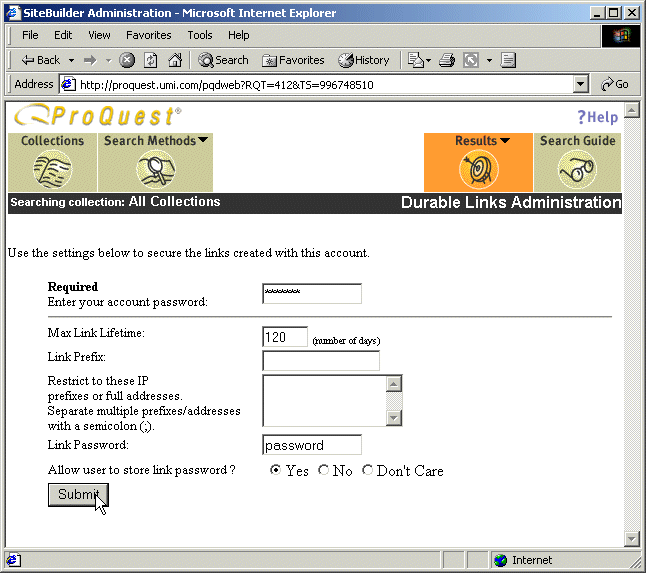 SiteBuilder Administration - Microsoft Internet Explorer
File Edit View Favorites Tools Help
Back Search Favorites History
Address http://proquest.umi.com/pqdweb?RQT=412&TS=996748510 Go
ProQuest® ?Help
Collections Search Methods Results Search Guide
Searching collection: All Collections Durable Links Administration
Use the settings below to secure the links created with this account.
Required
Enter your account password: *******
Max Link Lifetime: 120 (number of days)
Link Prefix:
Restrict to these IP
prefixes or full addresses.
Separate multiple prefixes/addresses
with a semicolon (;).
Link Password: password
Allow user to store link password ? Yes No Don't Care
Submit
Internet